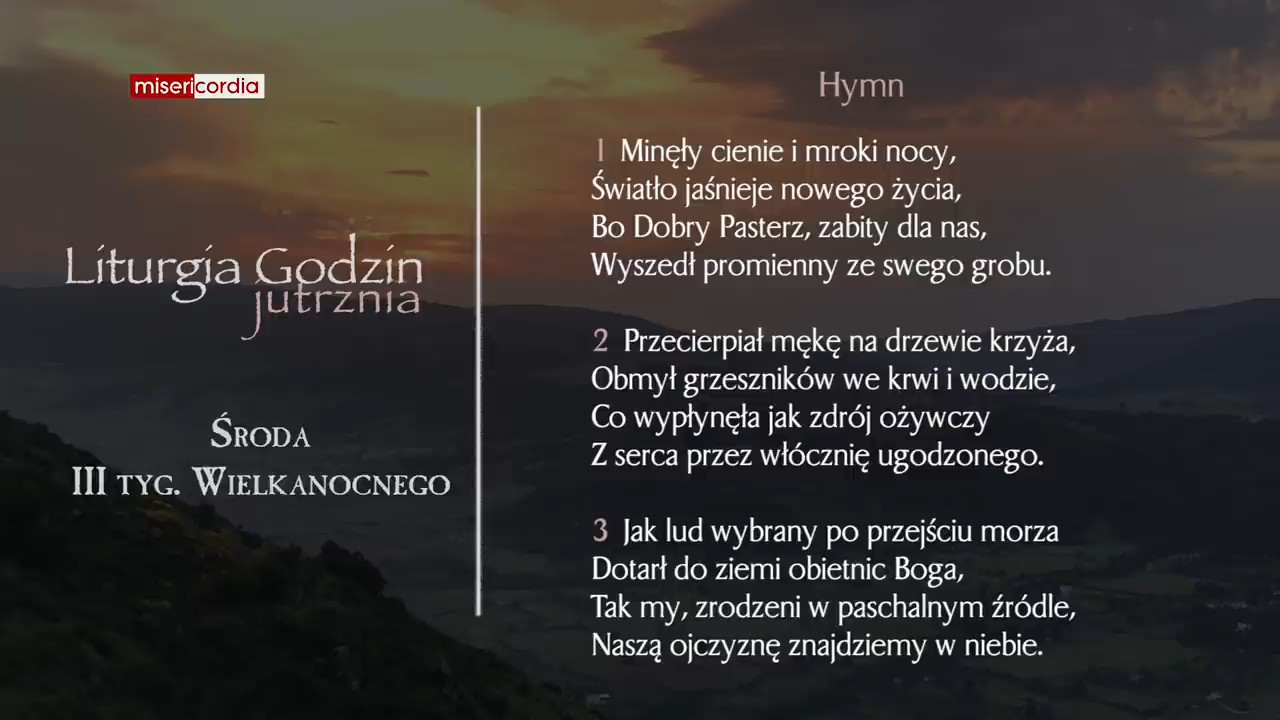 misericordia
Liturgia Godzin
jutrznia
Środa
III tyg. Wielkanocnego
Hymn
1 Minęły cienie i mroki nocy,
Światło jaśnieje nowego życia,
Bo Dobry Pasterz, zabity dla nas,
Wyszedł promienny ze swego grobu.
2 Przecierpiał mękę na drzewie krzyża,
Obmył grzeszników we krwi i wodzie,
Co wypłynęła jak zdrój ożywczy
Z serca przez włócznię ugodzonego.
3 Jak lud wybrany po przejściu morza
Dotarł do ziemi obietnic Boga,
Tak my, zrodzeni w paschalnym źródle,
Naszą ojczyznę znajdziemy w niebie.